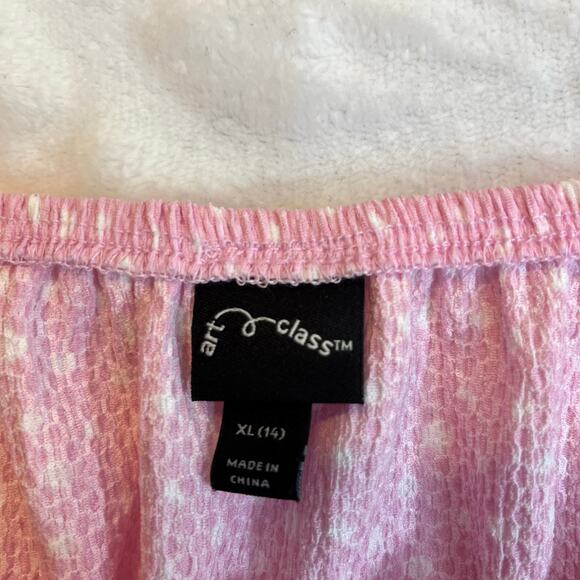 art class™
XL (14)
MADE IN
CHINA